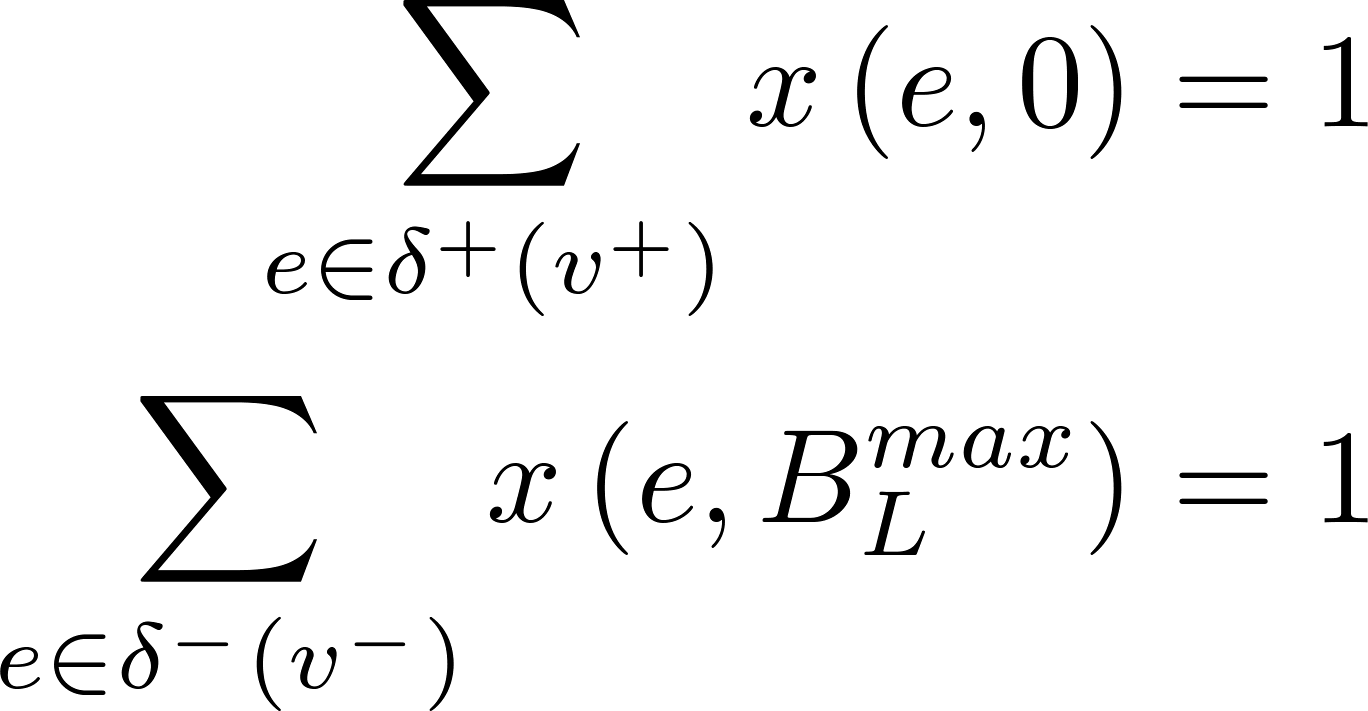 \sum_{e \in \delta^{+}(v^{+})} x\,(e, 0) = 1
\sum_{e \in \delta^{-}(v^{-})} x\,(e, B_{L}^{max}) = 1